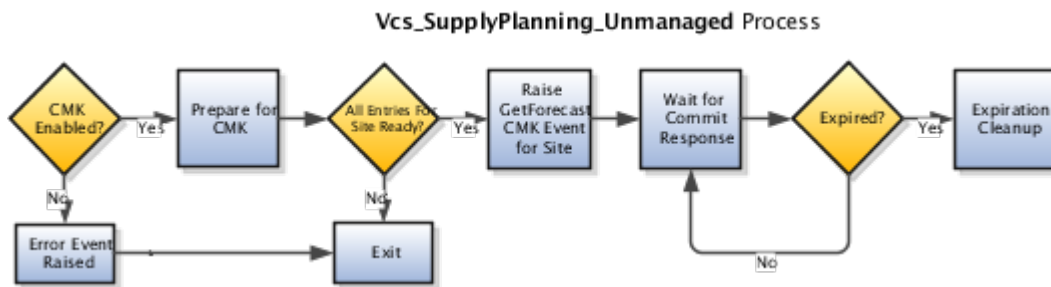 Vcs_SupplyPlanning_Unmanaged Process
CMK
Enabled?
Yes
Prepare for
CMK
All Entries For
Site Ready?
Yes
Raise
GetForecast
CMK Event
for Site
Wait for
Commit
Response
Expired?
Yes
Expiration
Cleanup
No
No
Error Event
Raised
Exit
No